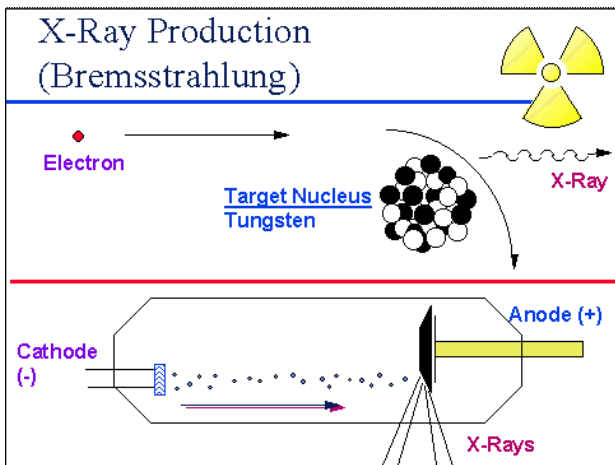 X-Ray Production
(Bremsstrahlung)
Electron
Target Nucleus
Tungsten
X-Ray
Anode (+)
Cathode
(-)
X-Rays